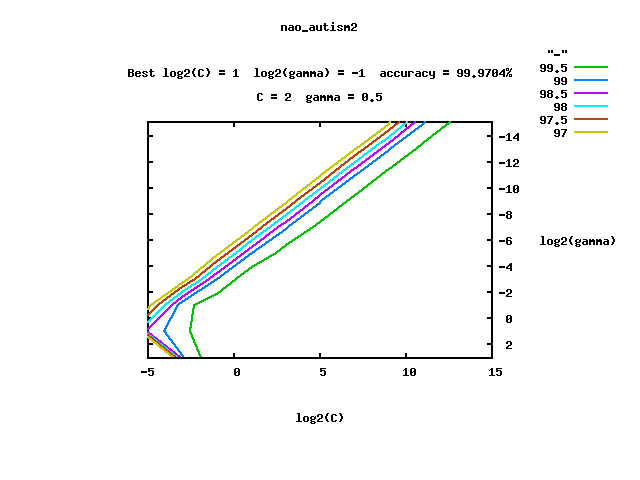 nao_autism2
Best log2(C) = 1  log2(gamma) = -1  accuracy = 99.9704%
C = 2  gamma = 0.5
"-"
99.5
99
98.5
98
97.5
97
-14
-12
-10
-8
-6
-4
-2
0
2
log2(gamma)
-5 0 5 10 15
log2(C)